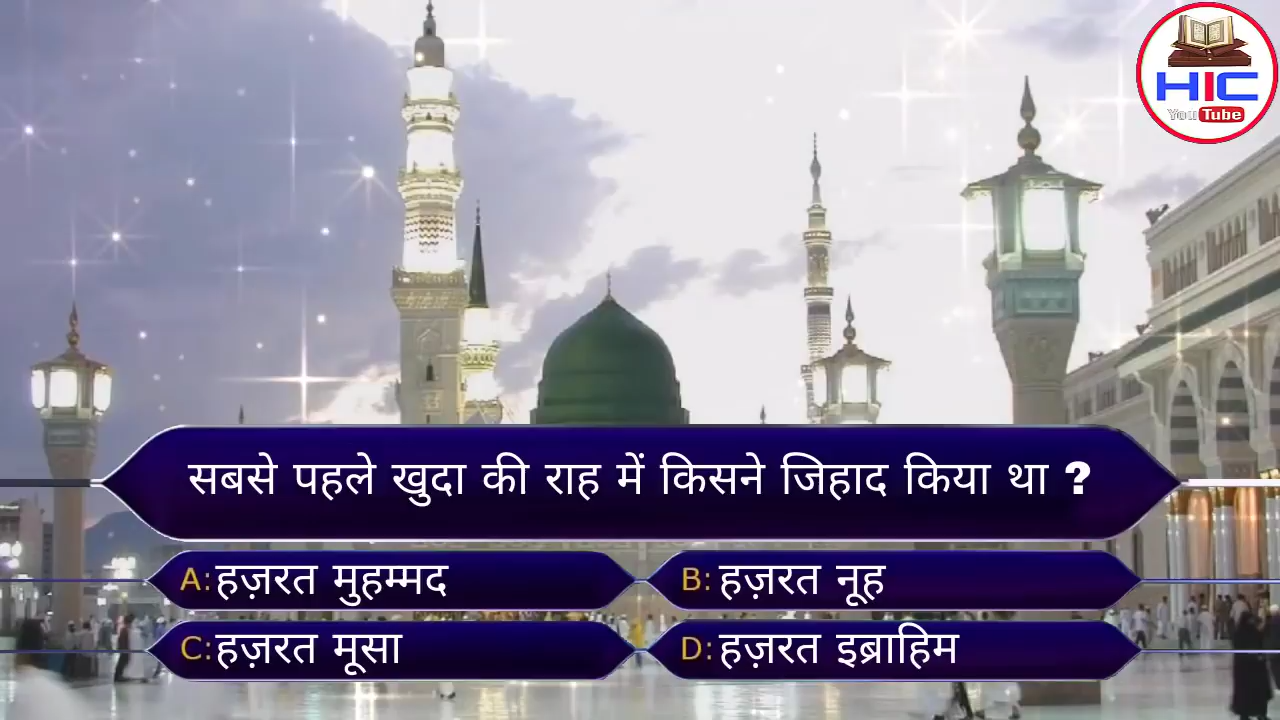 HIC
YouTube
सबसे पहले खुदा की राह में किसने जिहाद किया था ?
A: हज़रत मुहम्मद
B: हज़रत नूह
C: हज़रत मूसा
D: हज़रत इब्राहिम